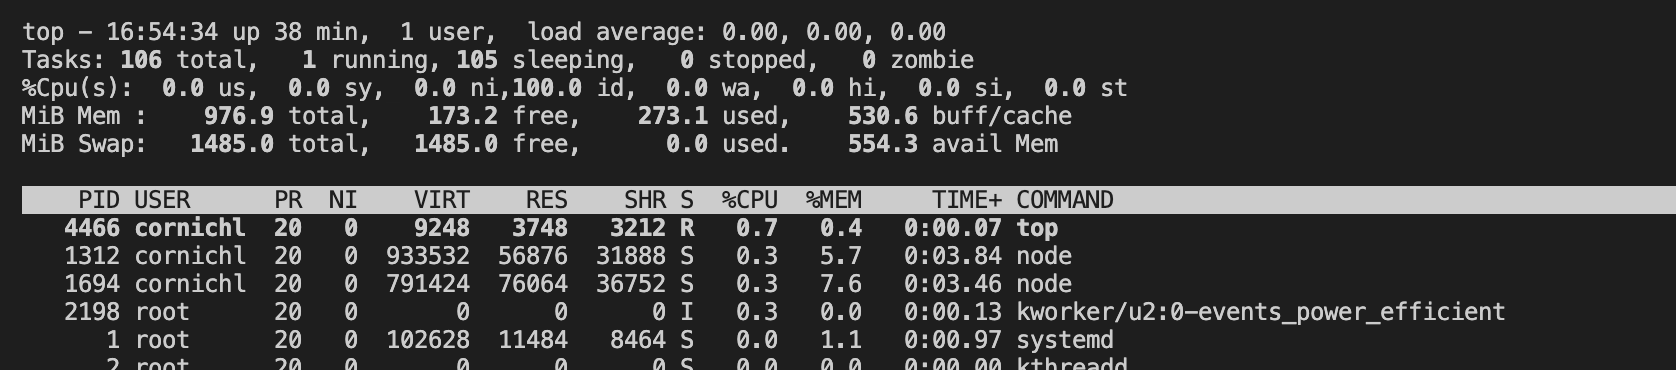 top - 16:54:34 up 38 min,  1 user,  load average: 0.00, 0.00, 0.00
Tasks: 106 total,   1 running, 105 sleeping,   0 stopped,   0 zombie
%Cpu(s):  0.0 us,  0.0 sy,  0.0 ni,100.0 id,  0.0 wa,  0.0 hi,  0.0 si,  0.0 st
MiB Mem :    976.9 total,    173.2 free,    273.1 used,    530.6 buff/cache
MiB Swap:   1485.0 total,   1485.0 free,      0.0 used.    554.3 avail Mem
PID USER      PR  NI    VIRT    RES    SHR S  %CPU  %MEM     TIME+ COMMAND
4466 cornichl  20   0    9248   3748   3212 R   0.7   0.4   0:00.07 top
1312 cornichl  20   0  933532  56876  31888 S   0.3   5.7   0:03.84 node
1694 cornichl  20   0  791424  76064  36752 S   0.3   7.6   0:03.46 node
2198 root      20   0       0      0      0 I   0.3   0.0   0:00.13 kworker/u2:0-events_power_efficient
1 root      20   0  102628  11484   8464 S   0.0   1.1   0:00.97 systemd
2 root      20   0       0      0      0 S   0.0   0.0   0:00.00 kthreadd